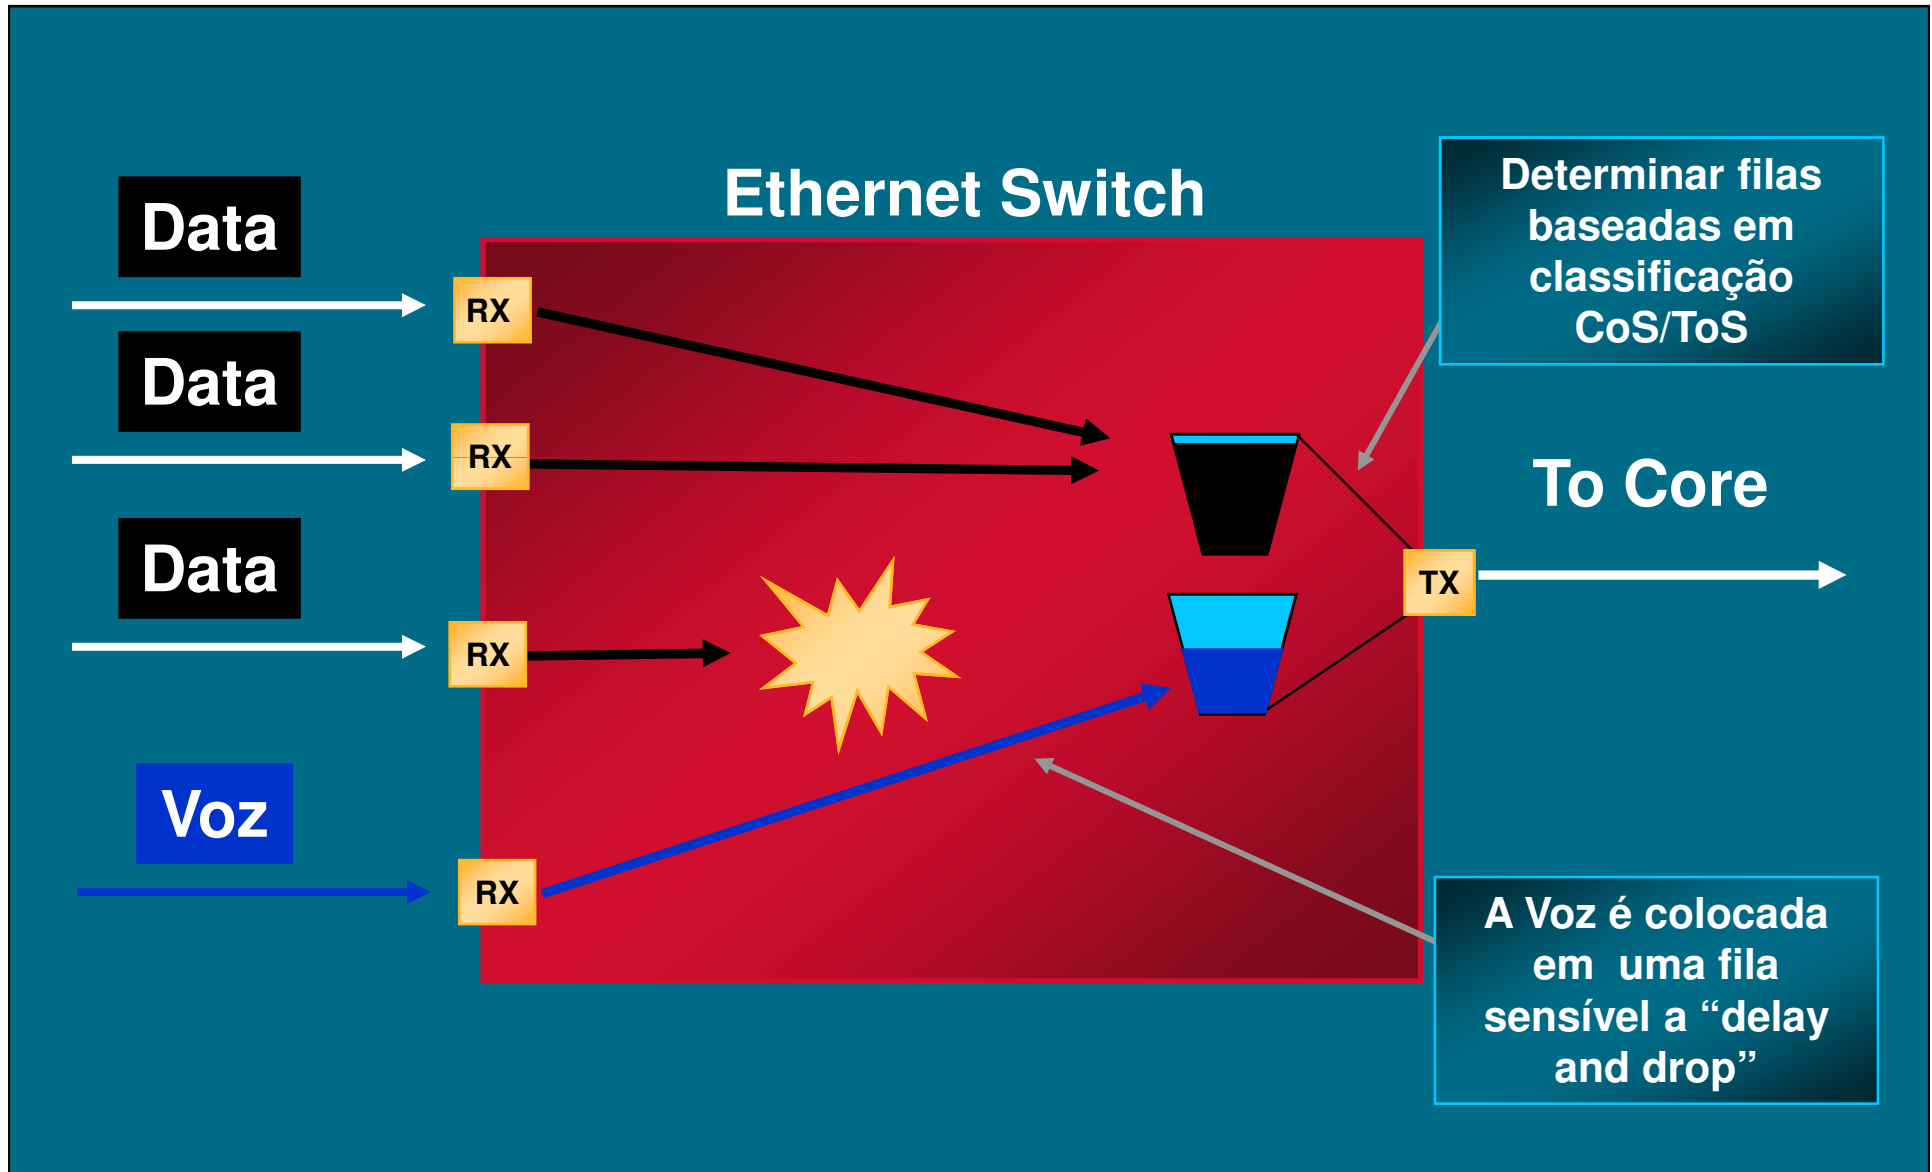 Ethernet Switch
Data
Data
Data
Voz
RX
RX
RX
RX
Determinar filas
baseadas em
classificação
CoS/ToS
To Core
TX
A Voz é colocada
em uma fila
sensível a “delay
and drop”